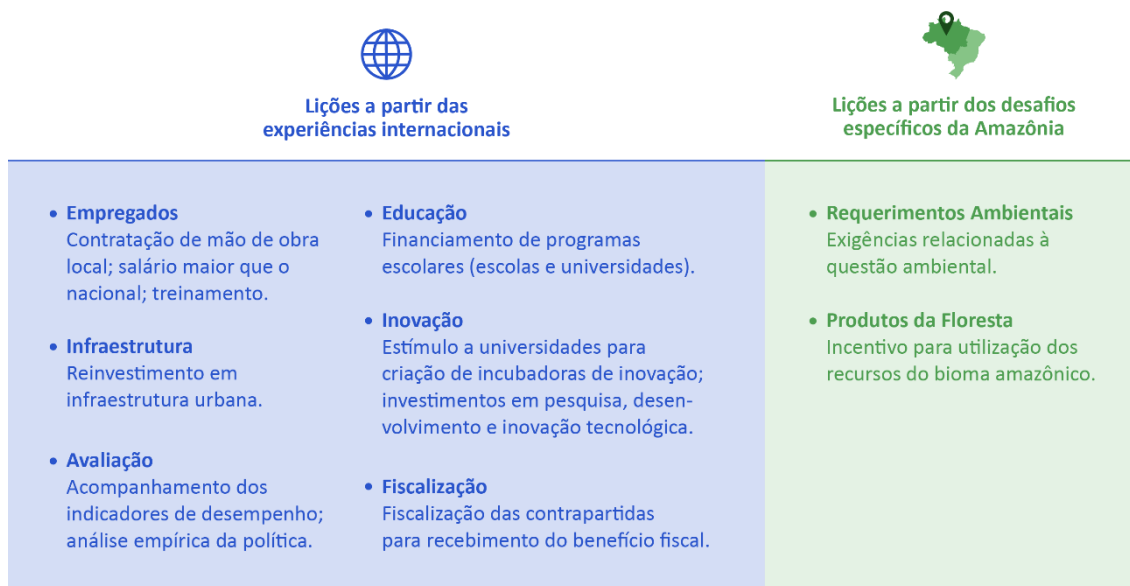 Lições a partir das
experiências internacionais
Lições a partir dos desafios
específicos da Amazônia
• Empregados
Contratação de mão de obra
local; salário maior que o
nacional; treinamento.
• Infraestrutura
Reinvestimento em
infraestrutura urbana.
• Avaliação
Acompanhamento dos
indicadores de desempenho;
análise empírica da política.
• Educação
Financiamento de programas
escolares (escolas e universidades).
• Inovação
Estímulo a universidades para
criação de incubadoras de inovação;
investimentos em pesquisa, desen-
volvimento e inovação tecnológica.
• Fiscalização
Fiscalização das contrapartidas
para recebimento do benefício fiscal.
• Requerimentos Ambientais
Exigências relacionadas à
questão ambiental.
• Produtos da Floresta
Incentivo para utilização dos
recursos do bioma amazônico.